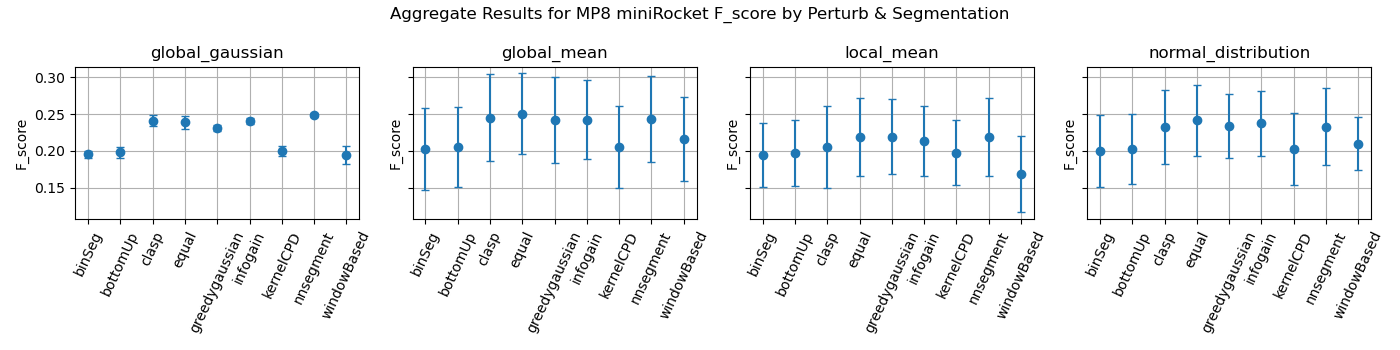 Aggregate Results for MP8 miniRocket F_score by Perturb & Segmentation
global_gaussian
global_mean
local_mean
normal_distribution
F_score
0.30
0.25
0.20
0.15
binSeg
bottomUp
clasp
equal
greedygaussian
infogain
kernelCPD
nnsegment
windowBased
F_score
binSeg
bottomUp
clasp
equal
greedygaussian
infogain
kernelCPD
nnsegment
windowBased
F_score
binSeg
bottomUp
clasp
equal
greedygaussian
infogain
kernelCPD
nnsegment
windowBased
F_score
binSeg
bottomUp
clasp
equal
greedygaussian
infogain
kernelCPD
nnsegment
windowBased